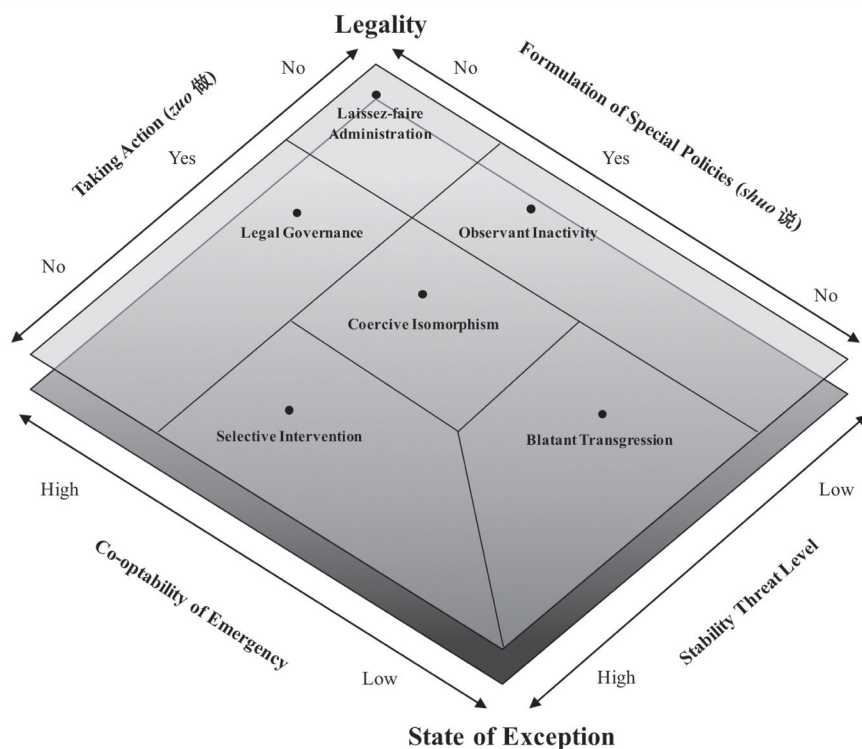 Legality
No
No
Taking Action (zuo 做)
Formulation of Special Policies (shuo 说)
Laissez-faire
Administration
Yes
Yes
Legal Governance
Observant Inactivity
No
No
Coercive Isomorphism
Selective Intervention
Blatant Transgression
High
Low
Co-optability of Emergency
Stability Threat Level
Low
High
State of Exception